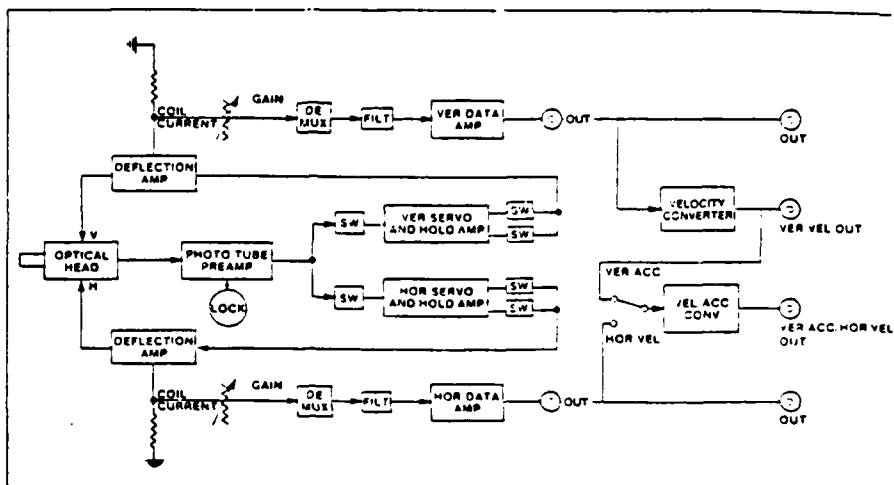 GAIN
COIL
CURRENT
DE
MUX
FILT
VER DATA
AMP
OUT
OUT
DEFLECTION
AMP
V
OPTICAL
HEAD
H
PHOTO TUBE
PREAMP
LOCK
SW
VER SERVO
AND HOLD AMP
SW
SW
SW
HOR SERVO
AND HOLD AMP
SW
SW
VELOCITY
CONVERTER
VER VEL OUT
VER ACC
HOR VEL
VEL ACC
CONV
VER ACC HOR VEL
OUT
DEFLECTION
AMP
GAIN
COIL
CURRENT
DE
MUX
FILT
HOR DATA
AMP
OUT
OUT